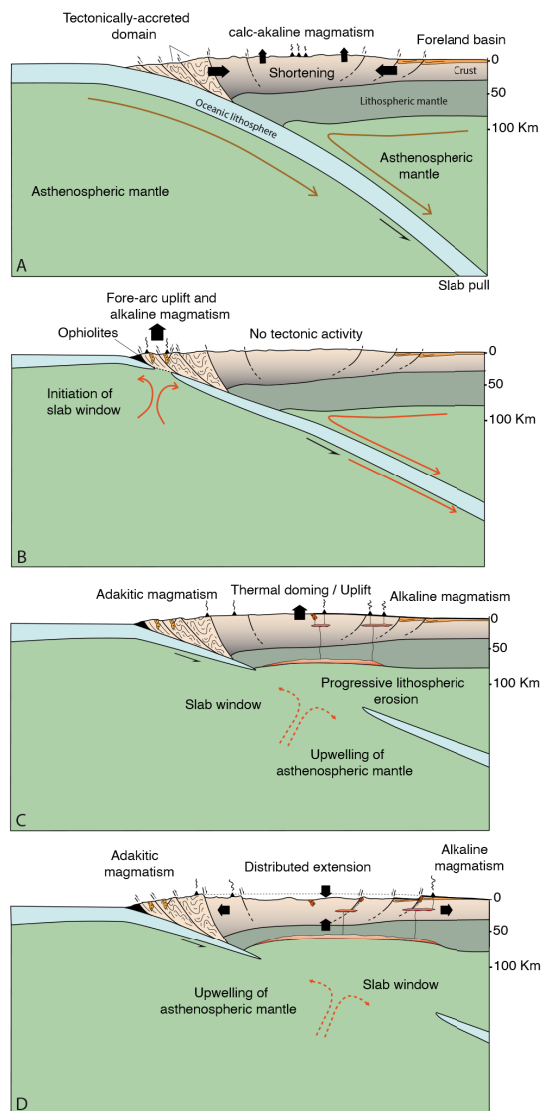 Tectonically-accreted
domain
calc-akaline magmatism
Foreland basin
Shortening
0
Crust
50
Lithospheric mantle
100 Km
Oceanic lithosphere
Asthenospheric
mantle
Asthenospheric mantle
A
Slab pull
Fore-arc uplift and
alkaline magmatism
Ophiolites
No tectonic activity
0
50
Initiation of
slab window
100 Km
B
Adakitic magmatism
Thermal doming / Uplift
Alkaline magmatism
0
50
100 Km
Progressive lithospheric
erosion
Slab window
Upwelling of
asthenospheric mantle
C
Adakitic
magmatism
Distributed extension
Alkaline
magmatism
0
50
100 Km
Upwelling of
asthenospheric mantle
Slab window
D